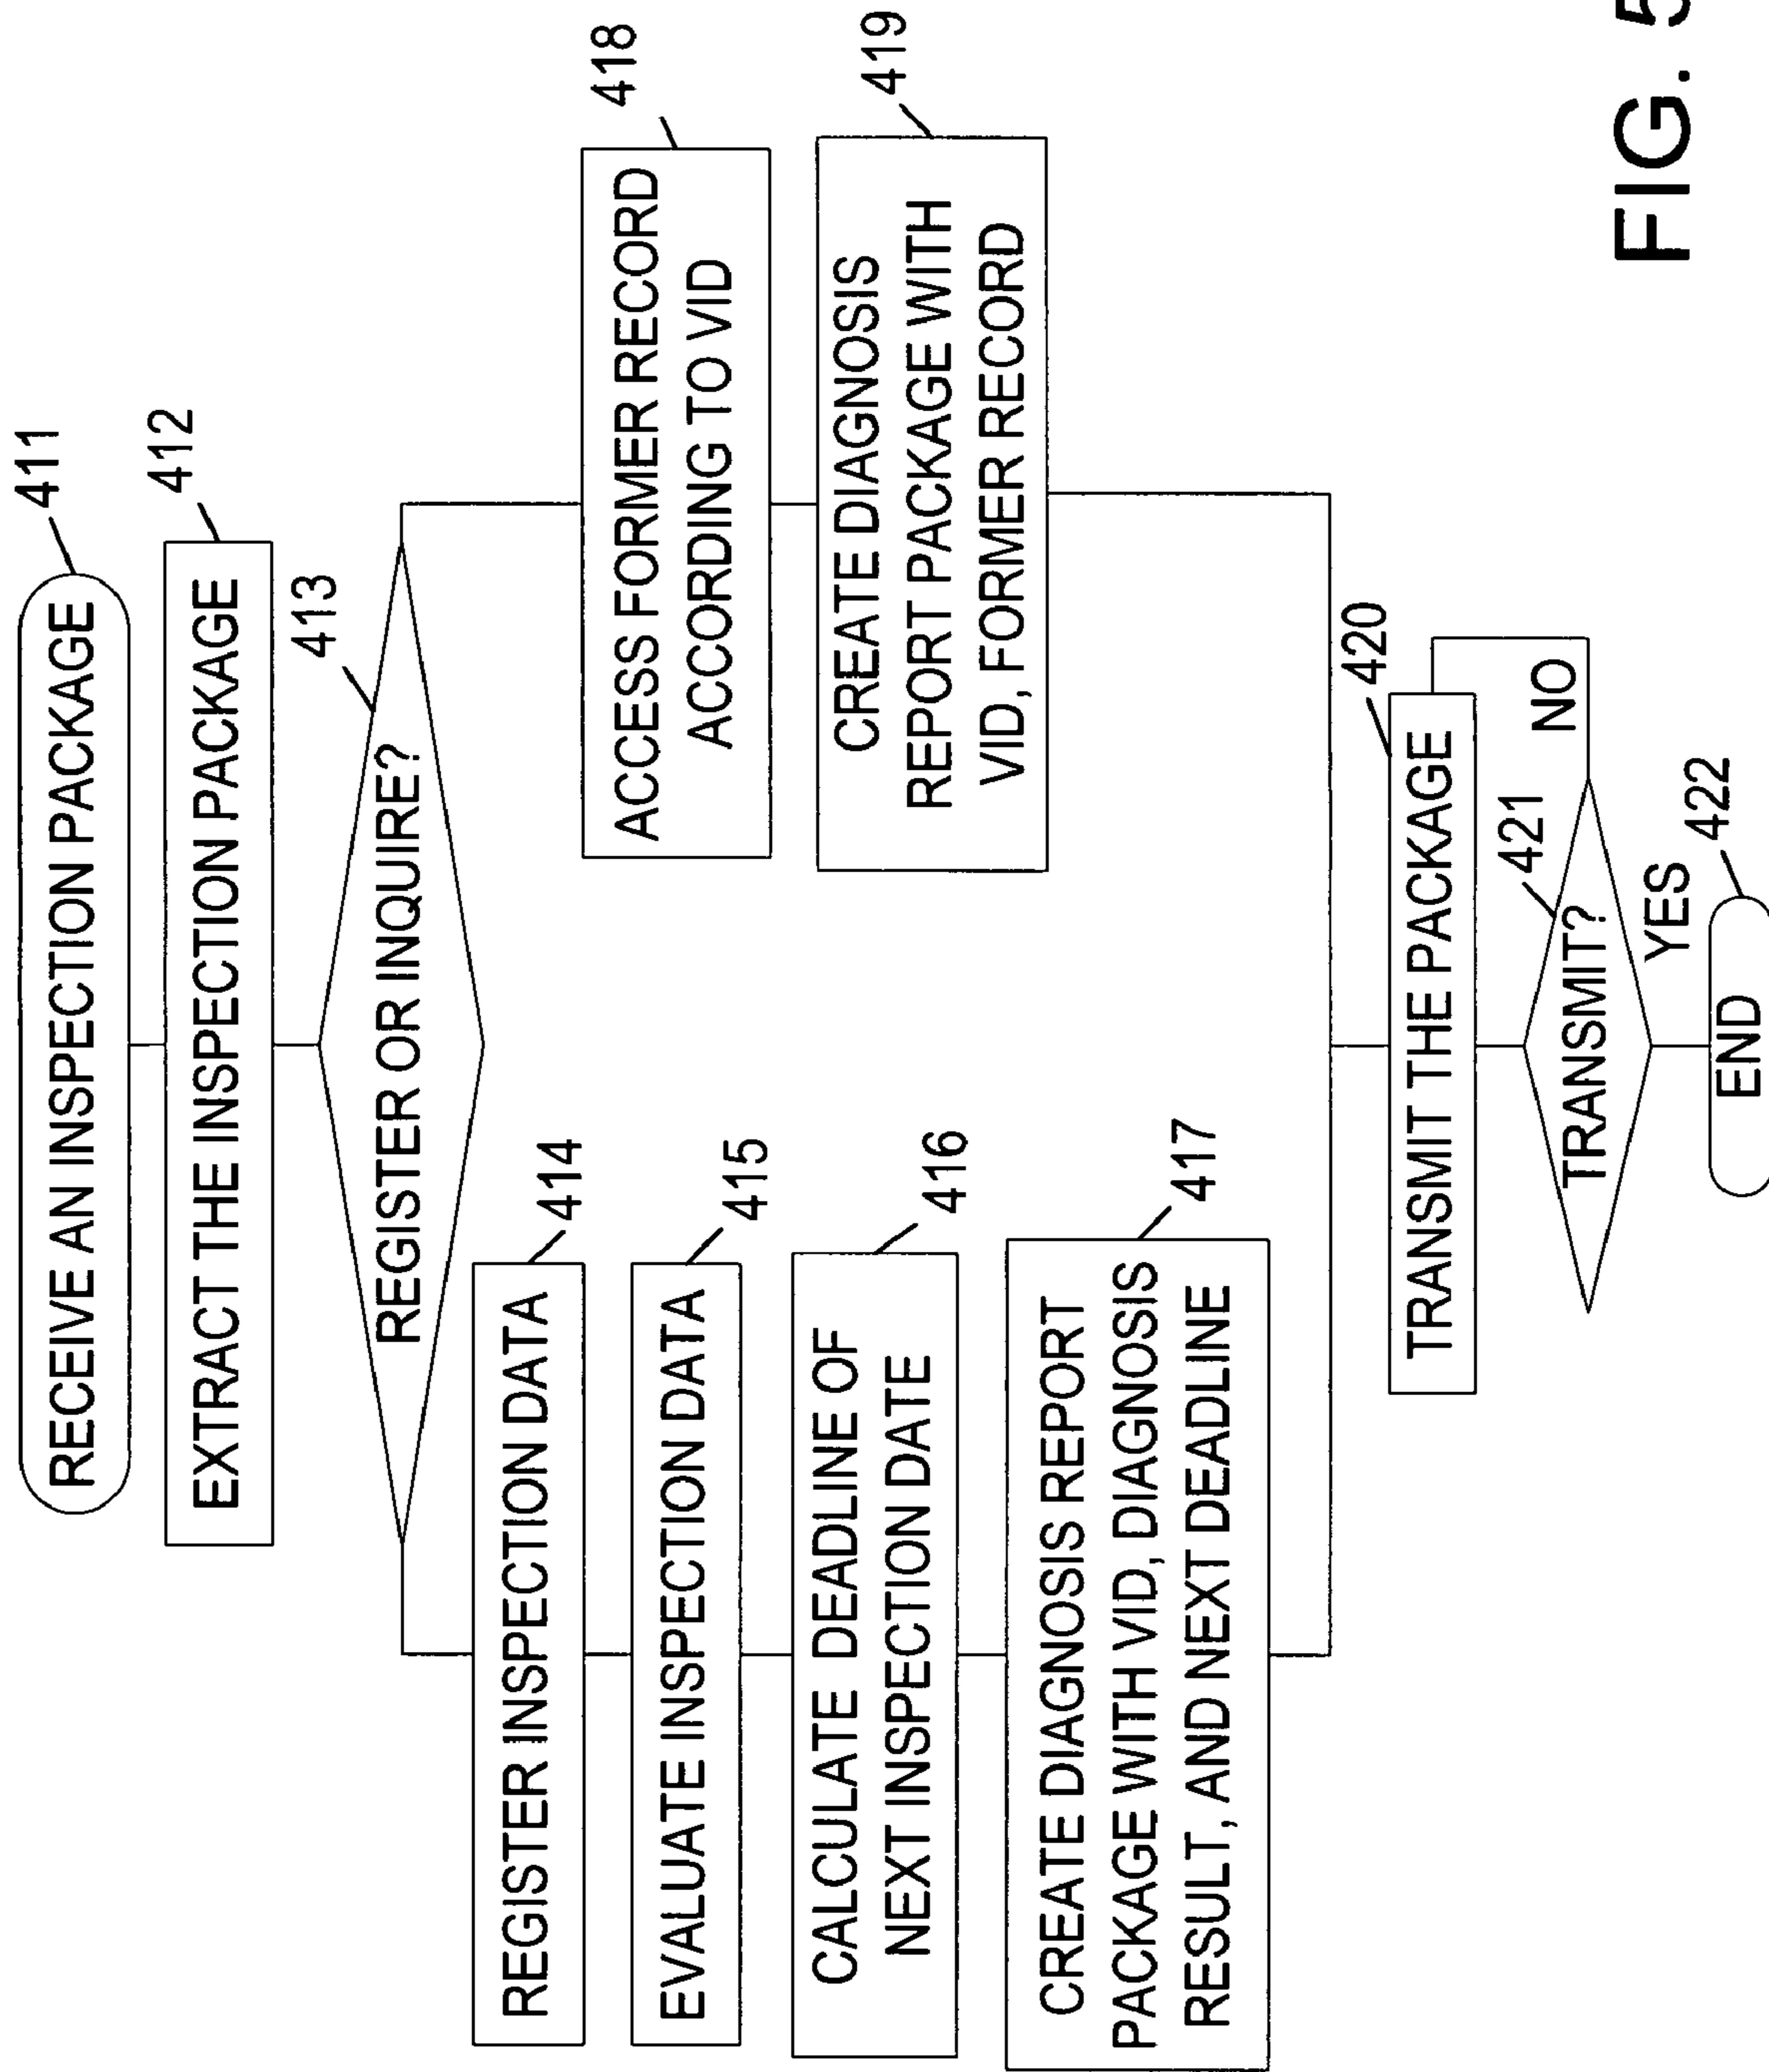 RECEIVE AN INSPECTION PACKAGE
411
EXTRACT THE INSPECTION PACKAGE
412
REGISTER OR INQUIRE?
413
REGISTER INSPECTION DATA
414
EVALUATE INSPECTION DATA
415
CALCULATE DEADLINE OF
NEXT INSPECTION DATE
416
CREATE DIAGNOSIS REPORT
PACKAGE WITH VID, DIAGNOSIS
RESULT, AND NEXT DEADLINE
417
ACCESS FORMER RECORD
ACCORDING TO VID
418
CREATE DIAGNOSIS
REPORT PACKAGE WITH
VID, FORMER RECORD
419
TRANSMIT THE PACKAGE
420
TRANSMIT?
421
NO
YES
END
422
FIG. 5